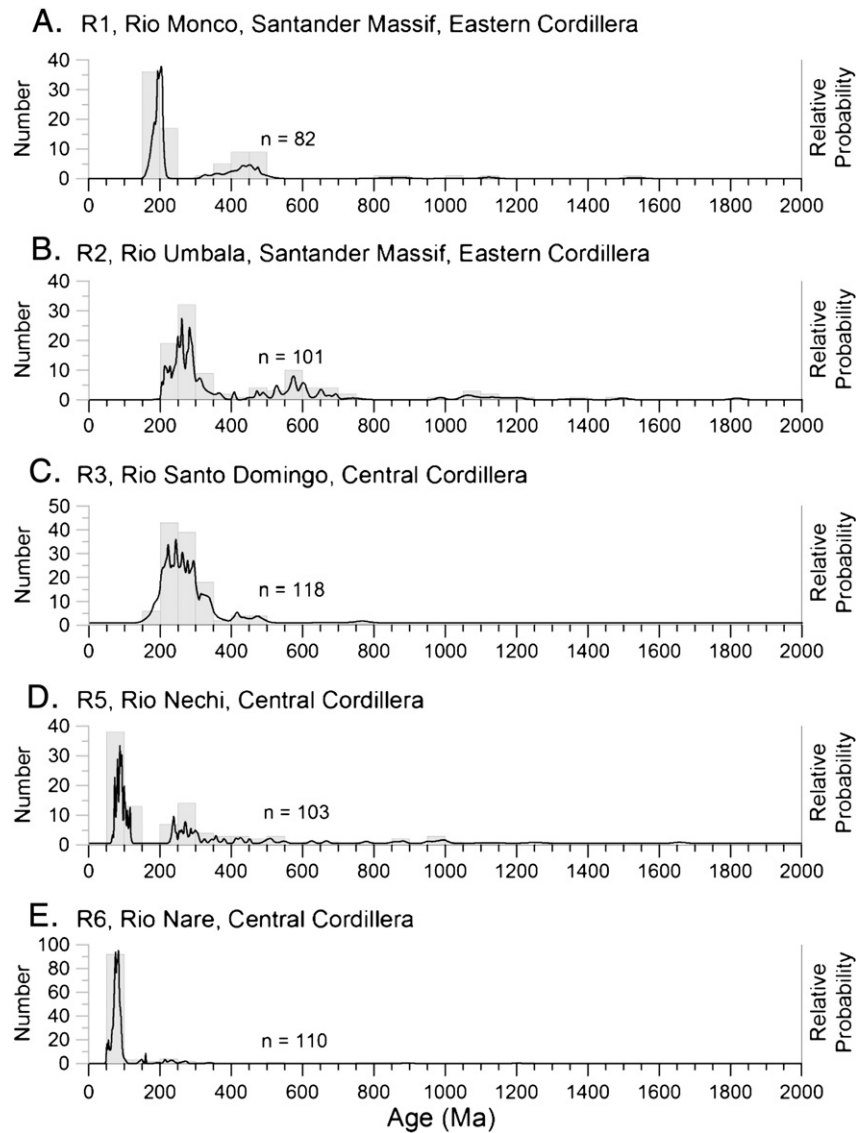 A. R1, Rio Monco, Santander Massif, Eastern Cordillera
Number
40
30
20
10
0
n = 82
Relative
Probability
0 200 400 600 800 1000 1200 1400 1600 1800 2000
B. R2, Rio Umbala, Santander Massif, Eastern Cordillera
Number
40
30
20
10
0
n = 101
Relative
Probability
0 200 400 600 800 1000 1200 1400 1600 1800 2000
C. R3, Rio Santo Domingo, Central Cordillera
Number
50
40
30
20
10
0
n = 118
Relative
Probability
0 200 400 600 800 1000 1200 1400 1600 1800 2000
D. R5, Rio Nechi, Central Cordillera
Number
40
30
20
10
0
n = 103
Relative
Probability
0 200 400 600 800 1000 1200 1400 1600 1800 2000
E. R6, Rio Nare, Central Cordillera
Number
100
80
60
40
20
0
n = 110
Relative
Probability
0 200 400 600 800 1000 1200 1400 1600 1800 2000
Age (Ma)